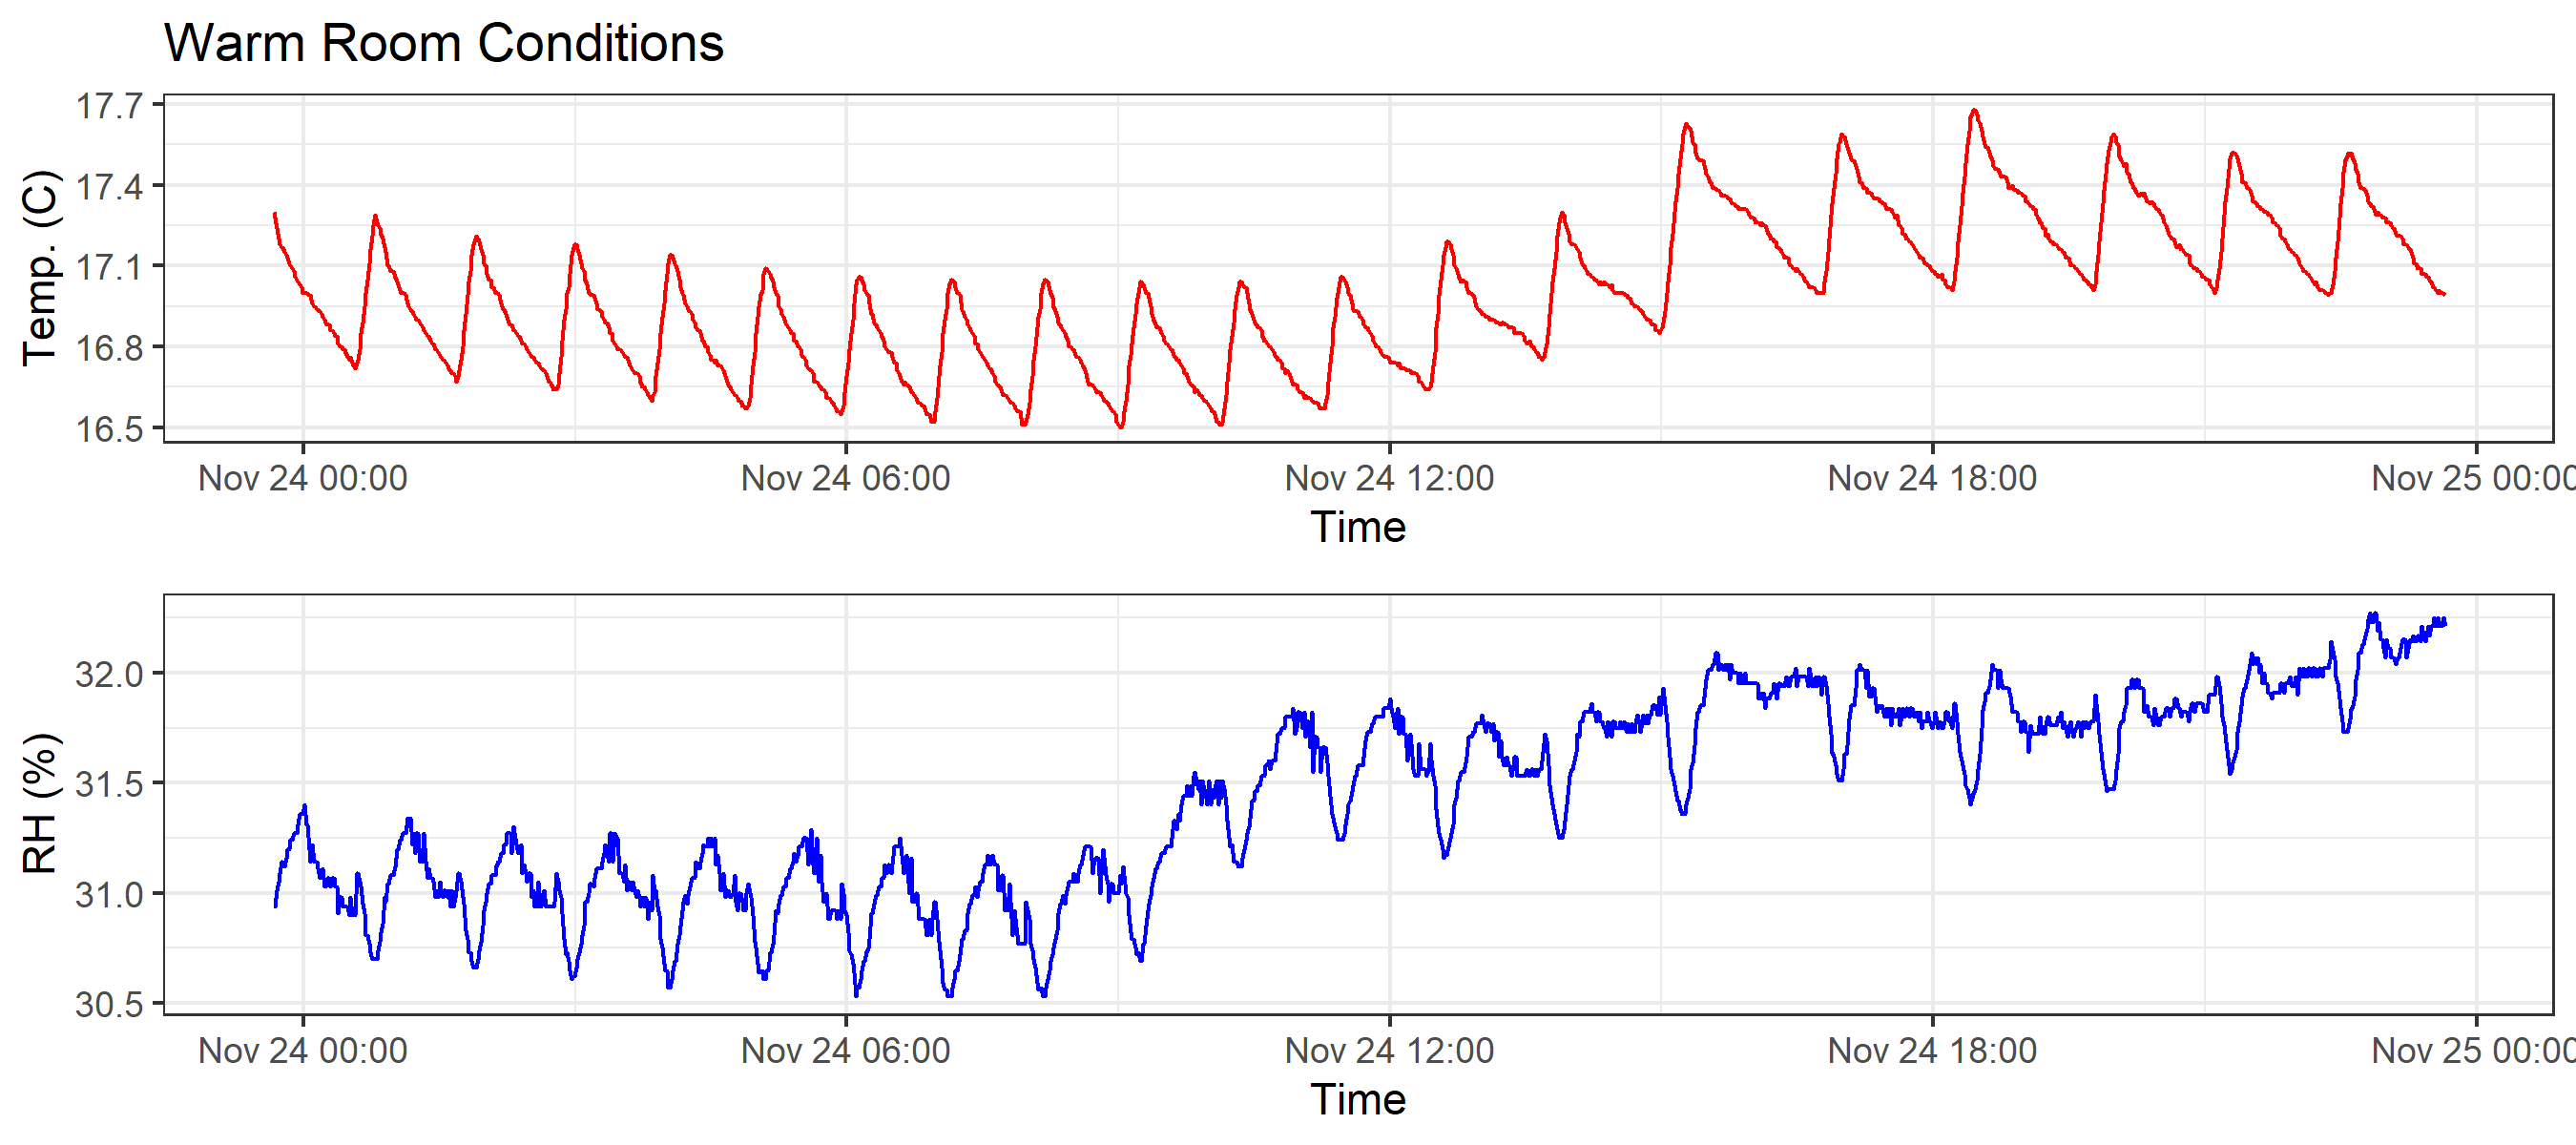 Warm Room Conditions
17.7
17.4
17.1
16.8
16.5
Temp. (C)
Nov 24 00:00 Nov 24 06:00 Nov 24 12:00 Nov 24 18:00 Nov 25 00:00
Time
32.0
31.5
31.0
30.5
RH (%)
Nov 24 00:00 Nov 24 06:00 Nov 24 12:00 Nov 24 18:00 Nov 25 00:00
Time